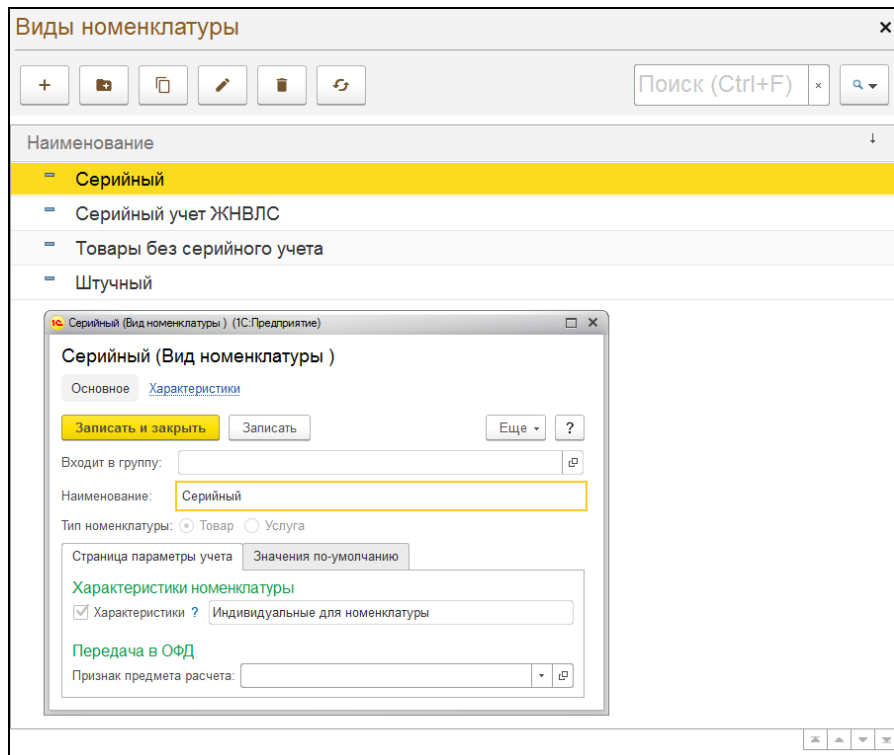 Виды номенклатуры
Поиск (Ctrl+F)
Наименование
Серийный
Серийный учет ЖНВЛС
Товары без серийного учета
Штучный
1С Серийный (Вид номенклатуры ) (1С:Предприятие)
Серийный (Вид номенклатуры )
Основное Характеристики
Записать и закрыть Записать Еще ?
Входит в группу:
Наименование: Серийный
Тип номенклатуры: Товар Услуга
Страница параметры учета Значения по-умолчанию
Характеристики номенклатуры
Характеристики ? Индивидуальные для номенклатуры
Передача в ОФД
Признак предмета расчета: